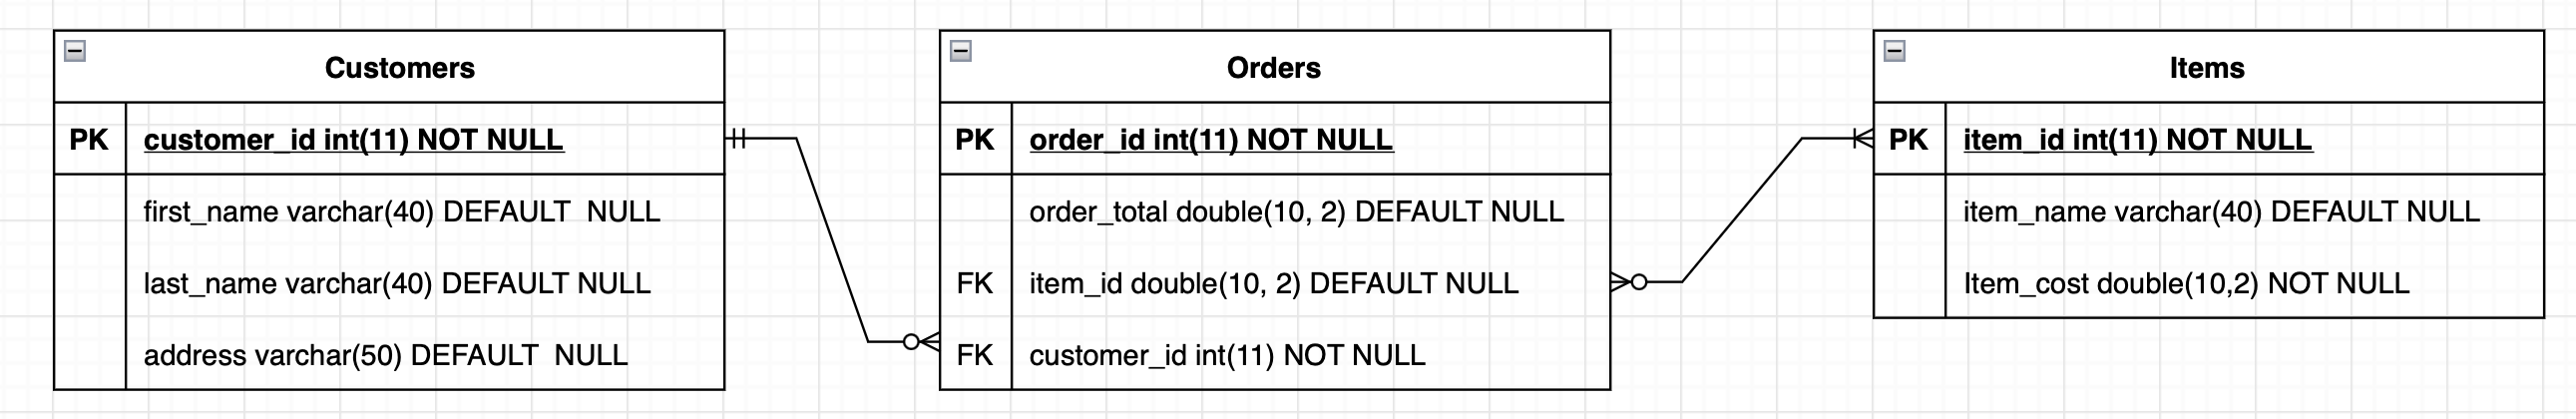 Customers
PK customer_id int(11) NOT NULL
first_name varchar(40) DEFAULT  NULL
last_name varchar(40) DEFAULT NULL
address varchar(50) DEFAULT  NULL
Orders
PK order_id int(11) NOT NULL
order_total double(10, 2) DEFAULT NULL
FK item_id double(10, 2) DEFAULT NULL
FK customer_id int(11) NOT NULL
Items
PK item_id int(11) NOT NULL
item_name varchar(40) DEFAULT NULL
Item_cost double(10,2) NOT NULL